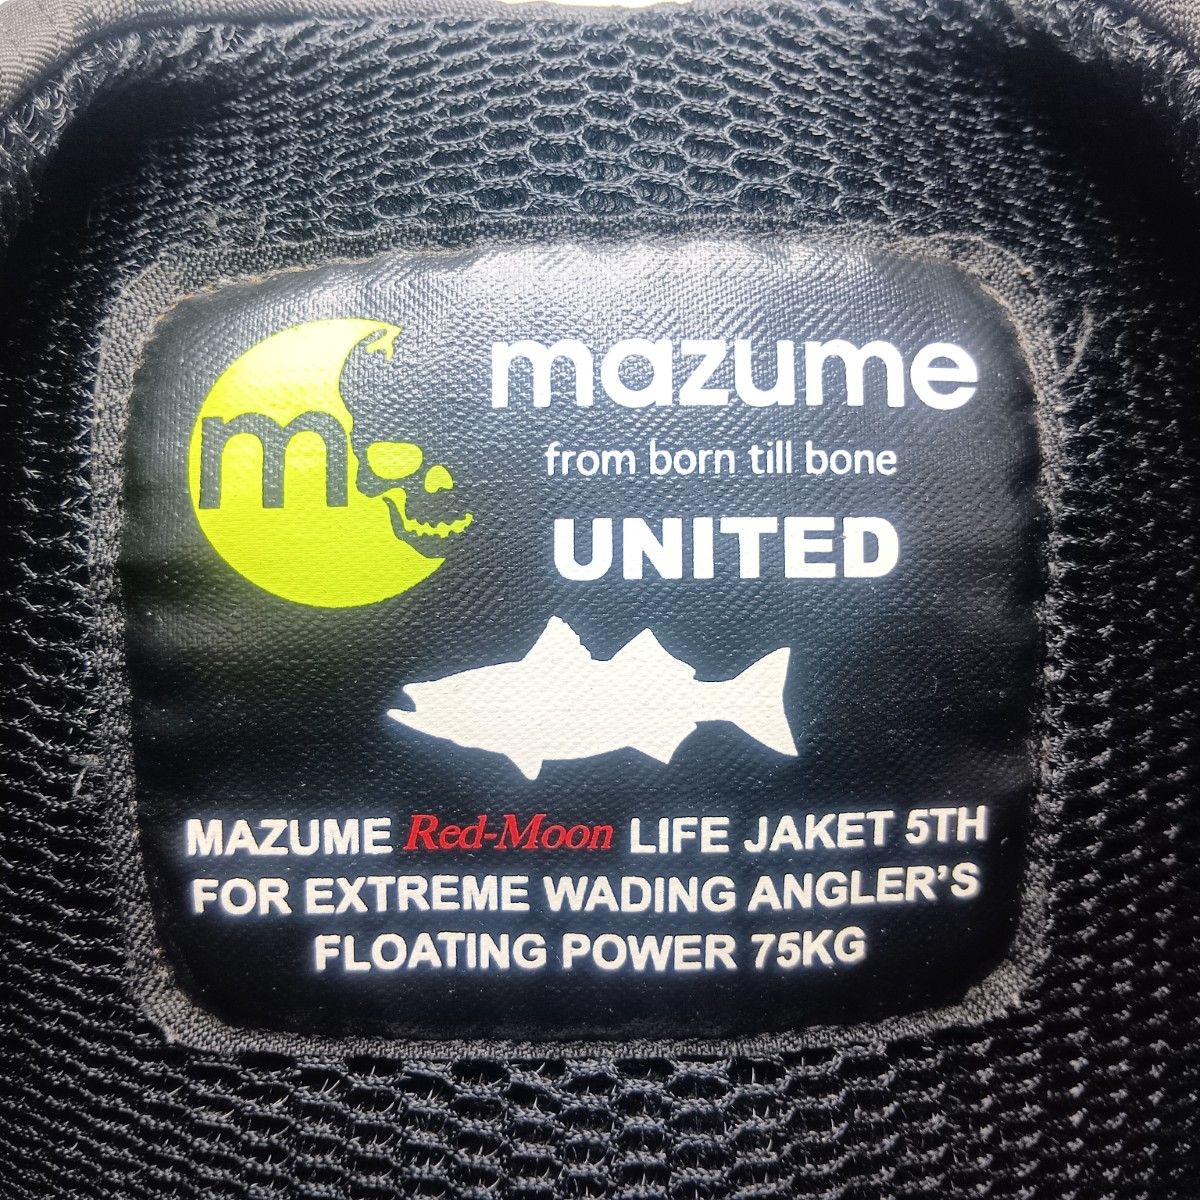 m
mazume
from born till bone
UNITED
MAZUME Red-Moon LIFE JAKET 5TH
FOR EXTREME WADING ANGLER'S
FLOATING POWER 75KG